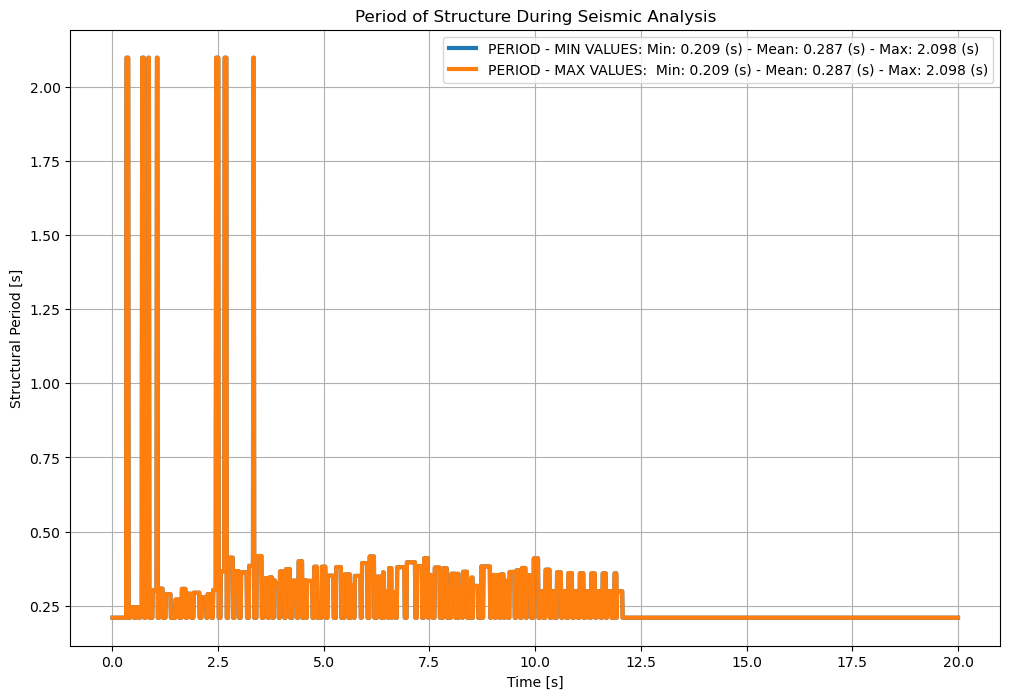 Period of Structure During Seismic Analysis
PERIOD - MIN VALUES: Min: 0.209 (s) - Mean: 0.287 (s) - Max: 2.098 (s)
PERIOD - MAX VALUES:  Min: 0.209 (s) - Mean: 0.287 (s) - Max: 2.098 (s)
Structural Period [s]
2.00
1.75
1.50
1.25
1.00
0.75
0.50
0.25
0.0 2.5 5.0 7.5 10.0 12.5 15.0 17.5 20.0
Time [s]